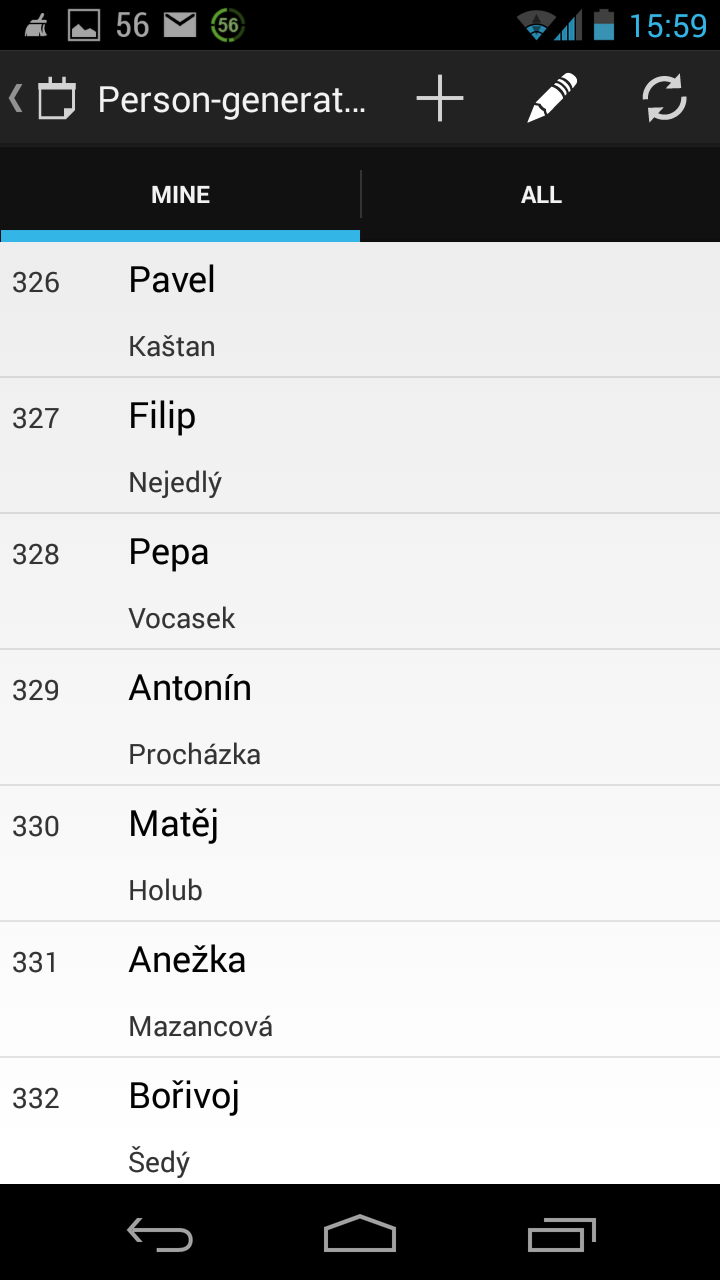 56 56 15:59
Person-generat...
MINE ALL
326 Pavel
Kaštan
327 Filip
Nejedlý
328 Pepa
Vocasek
329 Antonín
Procházka
330 Matěj
Holub
331 Anežka
Mazancová
332 Bořivoj
Šedý